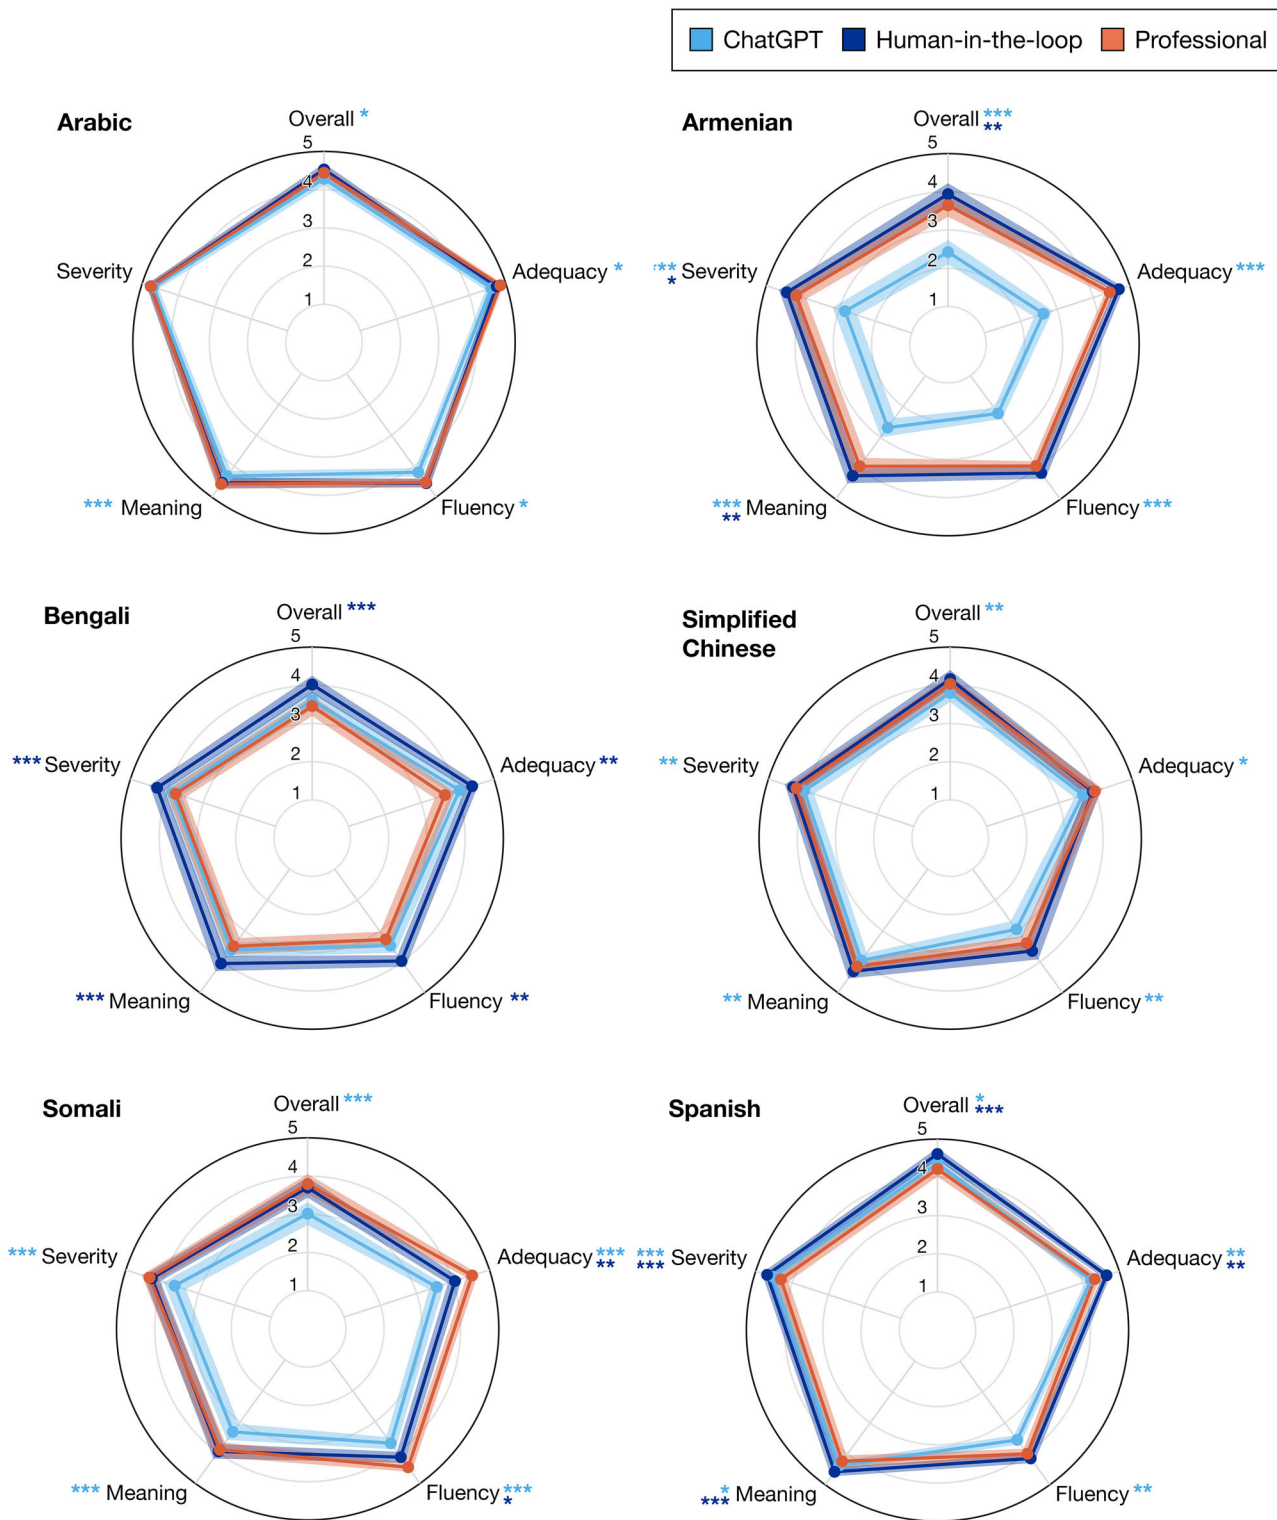 ChatGPT Human-in-the-loop Professional
Arabic
Overall *
5
4
3
2
1
Severity
Adequacy *
*** Meaning
Fluency *
Armenian
Overall ***
**
5
4
3
2
1
*** Severity
*
Adequacy ***
*** Meaning
**
Fluency ***
Bengali
Overall ***
5
4
3
2
1
*** Severity
Adequacy **
*** Meaning
Fluency **
Simplified
Chinese
Overall **
5
4
3
2
1
** Severity
Adequacy *
** Meaning
Fluency **
Somali
Overall ***
5
4
3
2
1
*** Severity
Adequacy ***
**
*** Meaning
Fluency ***
*
Spanish
Overall *
***
5
4
3
2
1
*** Severity
***
Adequacy **
**
* Meaning
***
Fluency **